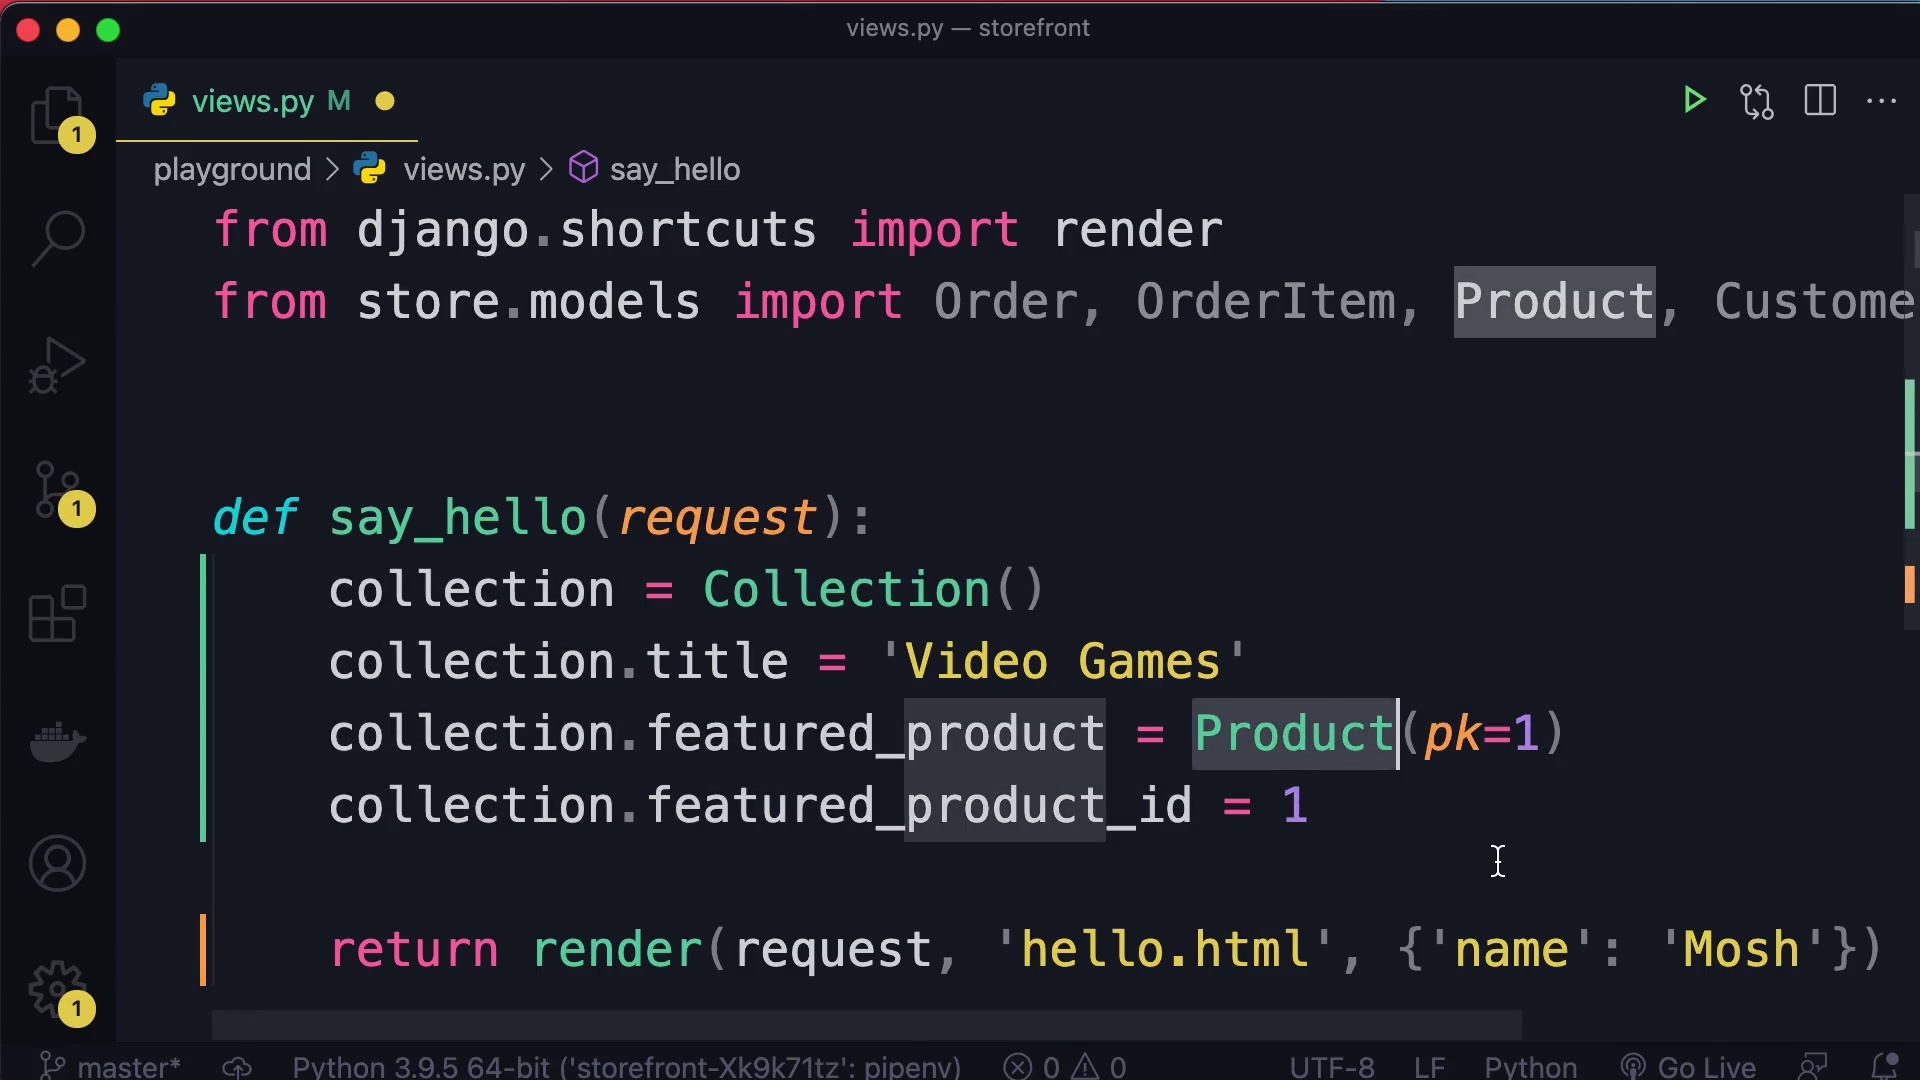 views.py — storefront
views.py M
1
playground > views.py > say_hello
from django.shortcuts import render
from store.models import Order, OrderItem, Product, Custome
def say_hello(request):
    collection = Collection()
    collection.title = 'Video Games'
    collection.featured_product = Product(pk=1)
    collection.featured_product_id = 1
1
    return render(request, 'hello.html', {'name': 'Mosh'})
1
master* Python 3.9.5 64-bit ('storefront-Xk9k71tz': pipenv) 0 0 UTF-8 LF Python Go Live